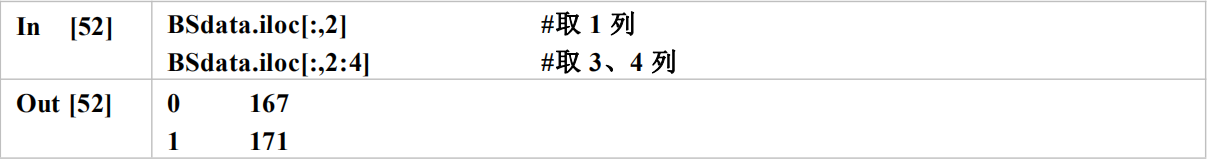 In [52] BSdata.iloc[:,2] #取 1 列
BSdata.iloc[:,2:4] #取 3、4 列
Out [52] 0 167
1 171